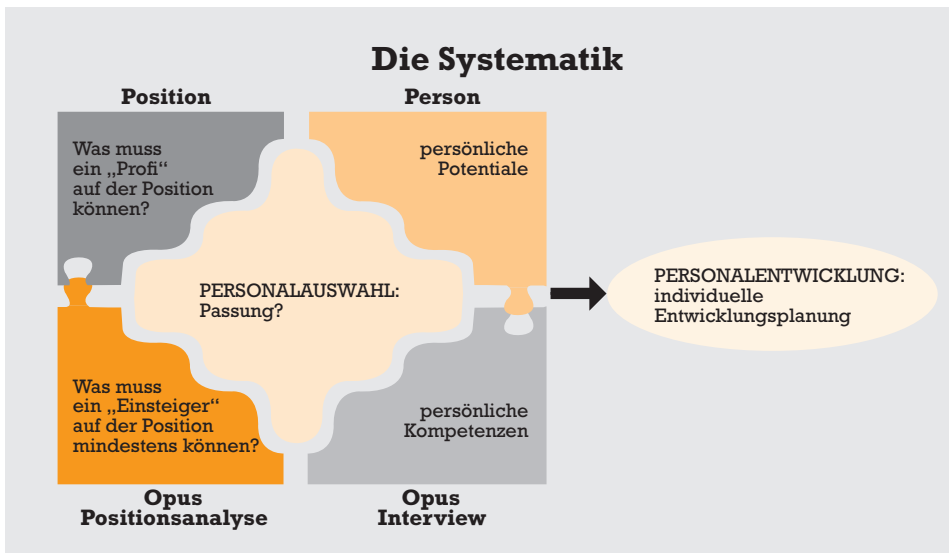 Die Systematik
Position
Person
Was muss
ein „Profi“
auf der Position
können?
persönliche
Potentiale
PERSONALAUSWAHL:
Passung?
PERSONALENTWICKLUNG:
individuelle
Entwicklungsplanung
Was muss
ein „Einsteiger“
auf der Position
mindestens können?
persönliche
Kompetenzen
Opus
Positionsanalyse
Opus
Interview